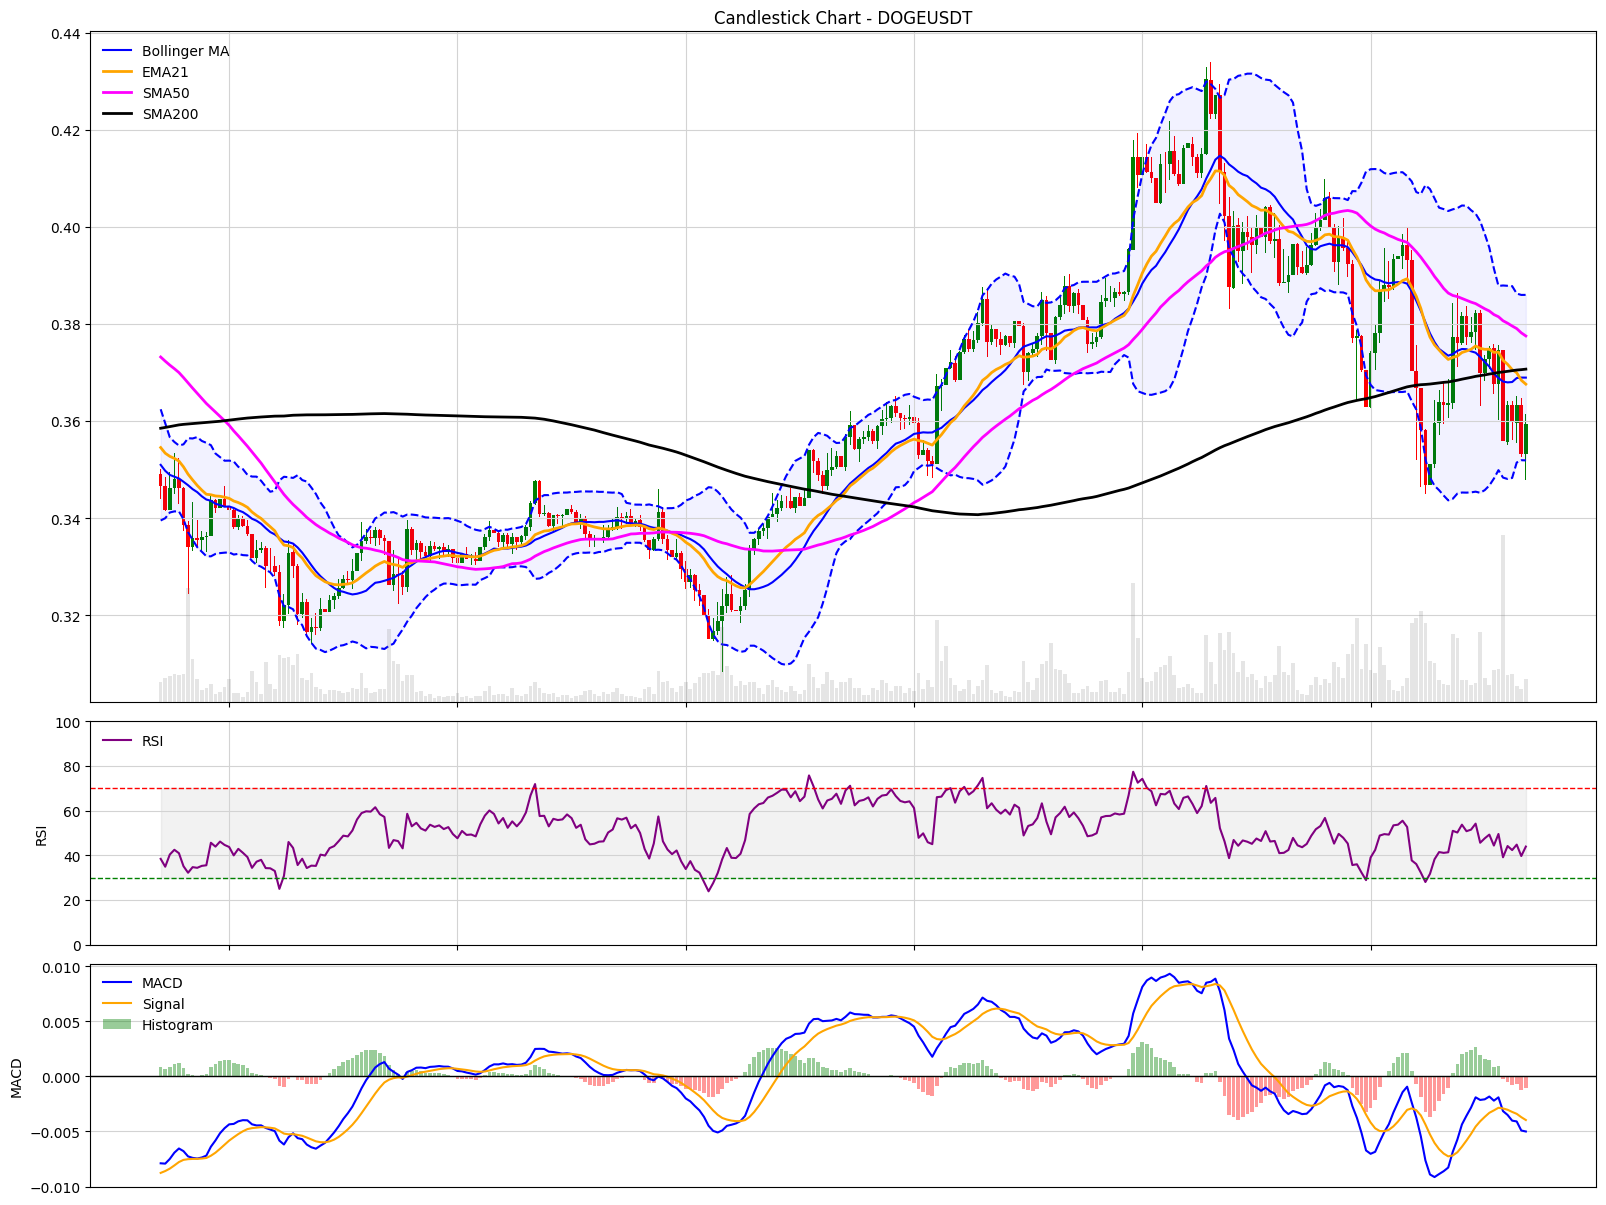 Candlestick Chart - DOGEUSDT
0.44
0.42
0.40
0.38
0.36
0.34
0.32
Bollinger MA
EMA21
SMA50
SMA200
100
80
60
40
20
0
RSI
RSI
0.010
0.005
0.000
−0.005
−0.010
MACD
MACD
Signal
Histogram